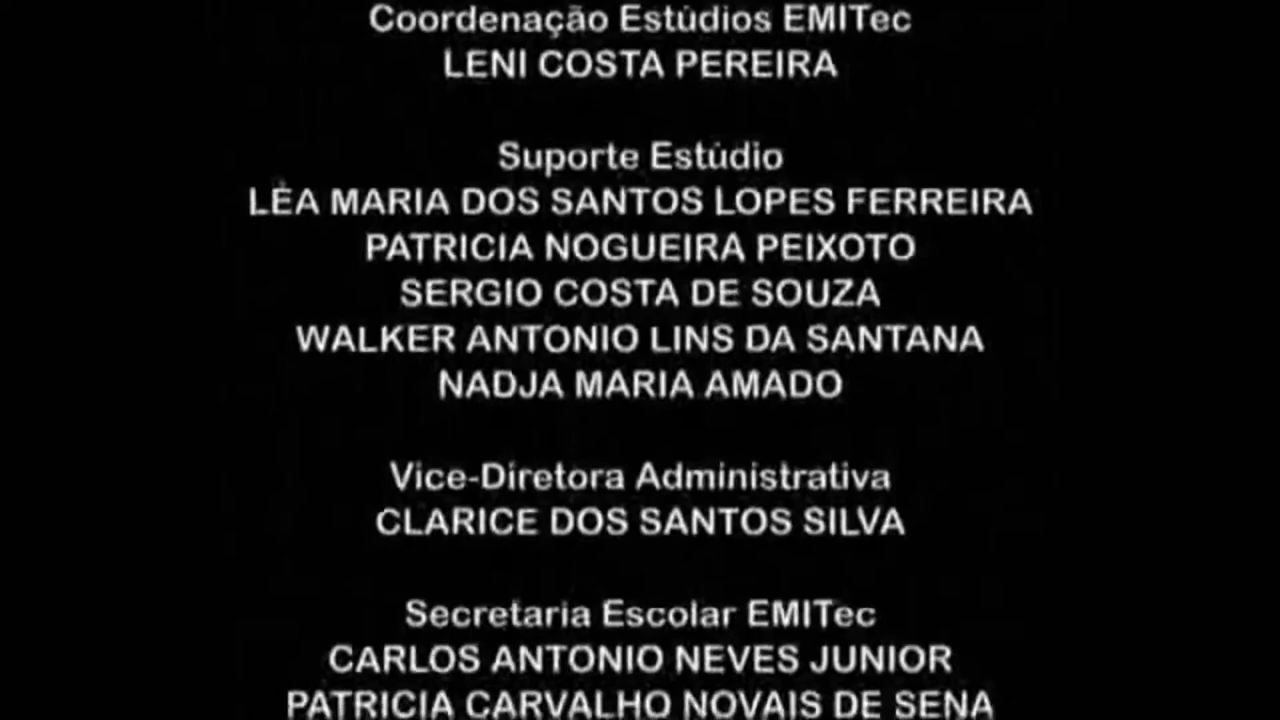 Coordenação Estúdios EMITec
LENI COSTA PEREIRA
Suporte Estúdio
LÉA MARIA DOS SANTOS LOPES FERREIRA
PATRICIA NOGUEIRA PEIXOTO
SERGIO COSTA DE SOUZA
WALKER ANTONIO LINS DA SANTANA
NADJA MARIA AMADO
Vice-Diretora Administrativa
CLARICE DOS SANTOS SILVA
Secretaria Escolar EMITec
CARLOS ANTONIO NEVES JUNIOR
PATRICIA CARVALHO NOVAIS DE SENA